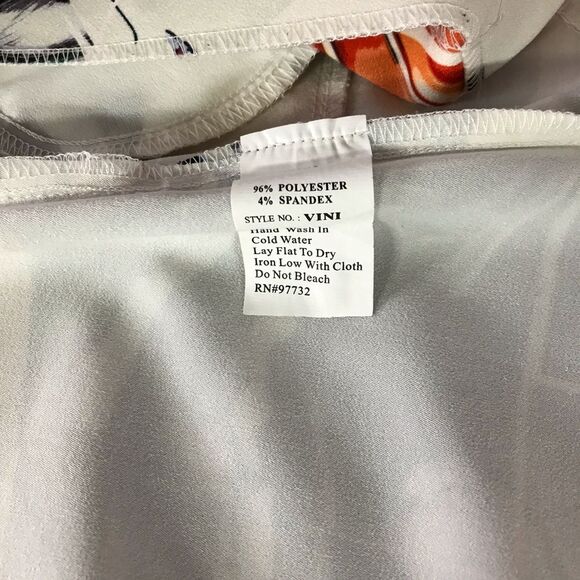 96% POLYESTER
4% SPANDEX
STYLE NO. : VINI
Hand Wash In
Cold Water
Lay Flat To Dry
Iron Low With Cloth
Do Not Bleach
RN#97732